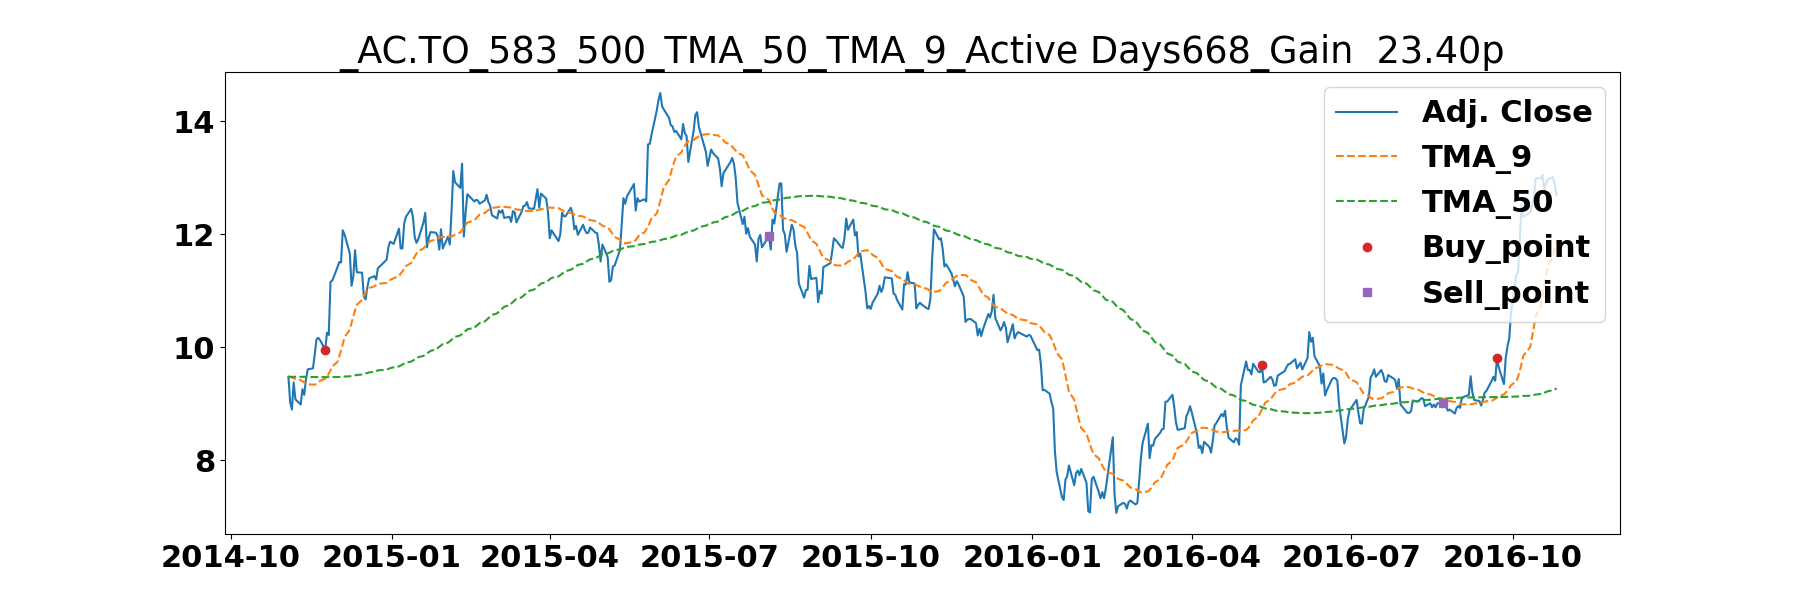 _AC.TO_583_500_TMA_50_TMA_9_Active Days668_Gain  23.40p
14
12
10
8
Adj. Close
TMA_9
TMA_50
Buy_point
Sell_point
2014-10 2015-01 2015-04 2015-07 2015-10 2016-01 2016-04 2016-07 2016-10